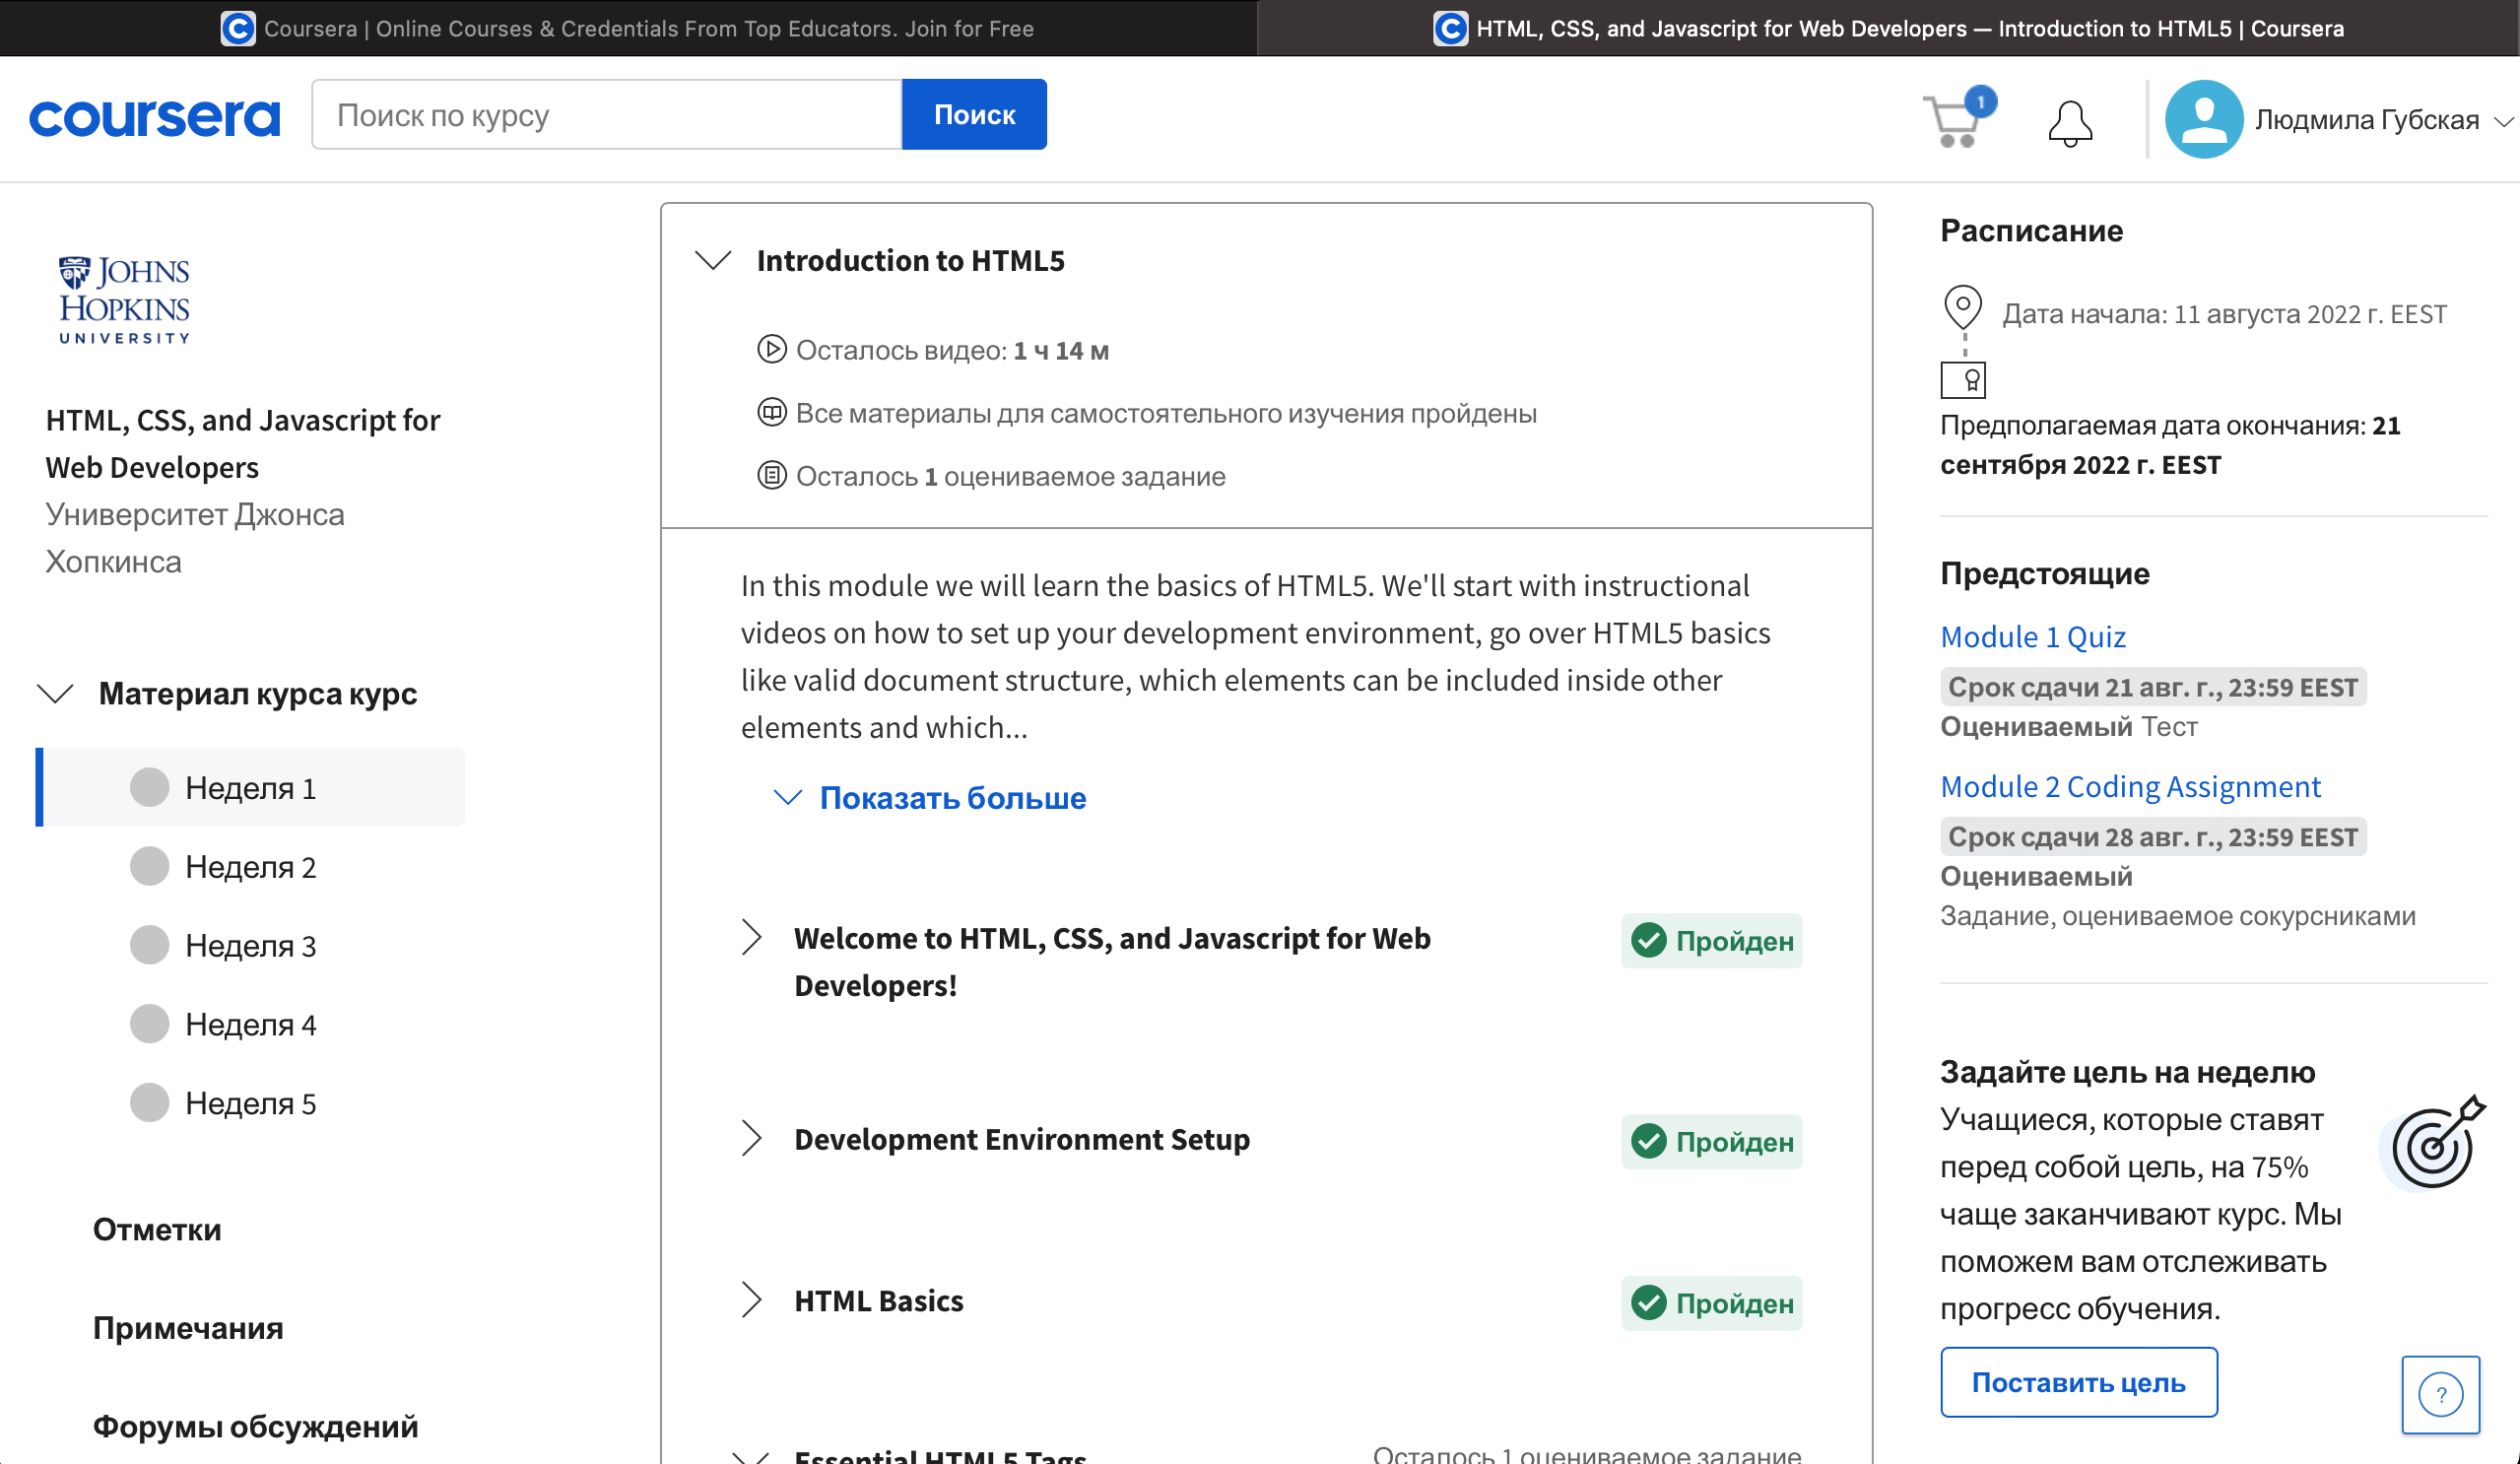 Coursera | Online Courses & Credentials From Top Educators. Join for Free
HTML, CSS, and Javascript for Web Developers — Introduction to HTML5 | Coursera
coursera
Поиск по курсу
Поиск
1
Людмила Губская
JOHNS
HOPKINS
UNIVERSITY
HTML, CSS, and Javascript for
Web Developers
Университет Джонса
Хопкинса
Материал курса курс
Неделя 1
Неделя 2
Неделя 3
Неделя 4
Неделя 5
Отметки
Примечания
Форумы обсуждений
Introduction to HTML5
Осталось видео: 1 ч 14 м
Все материалы для самостоятельного изучения пройдены
Осталось 1 оцениваемое задание
In this module we will learn the basics of HTML5. We'll start with instructional
videos on how to set up your development environment, go over HTML5 basics
like valid document structure, which elements can be included inside other
elements and which...
Показать больше
Welcome to HTML, CSS, and Javascript for Web
Developers!
Пройден
Development Environment Setup
Пройден
HTML Basics
Пройден
Essential HTML5 Tags
Осталось 1 оцениваемое задание
Расписание
Дата начала: 11 августа 2022 г. EEST
Предполагаемая дата окончания: 21
сентября 2022 г. EEST
Предстоящие
Module 1 Quiz
Срок сдачи 21 авг. г., 23:59 EEST
Оцениваемый Тест
Module 2 Coding Assignment
Срок сдачи 28 авг. г., 23:59 EEST
Оцениваемый
Задание, оцениваемое сокурсниками
Задайте цель на неделю
Учащиеся, которые ставят
перед собой цель, на 75%
чаще заканчивают курс. Мы
поможем вам отслеживать
прогресс обучения.
Поставить цель
?